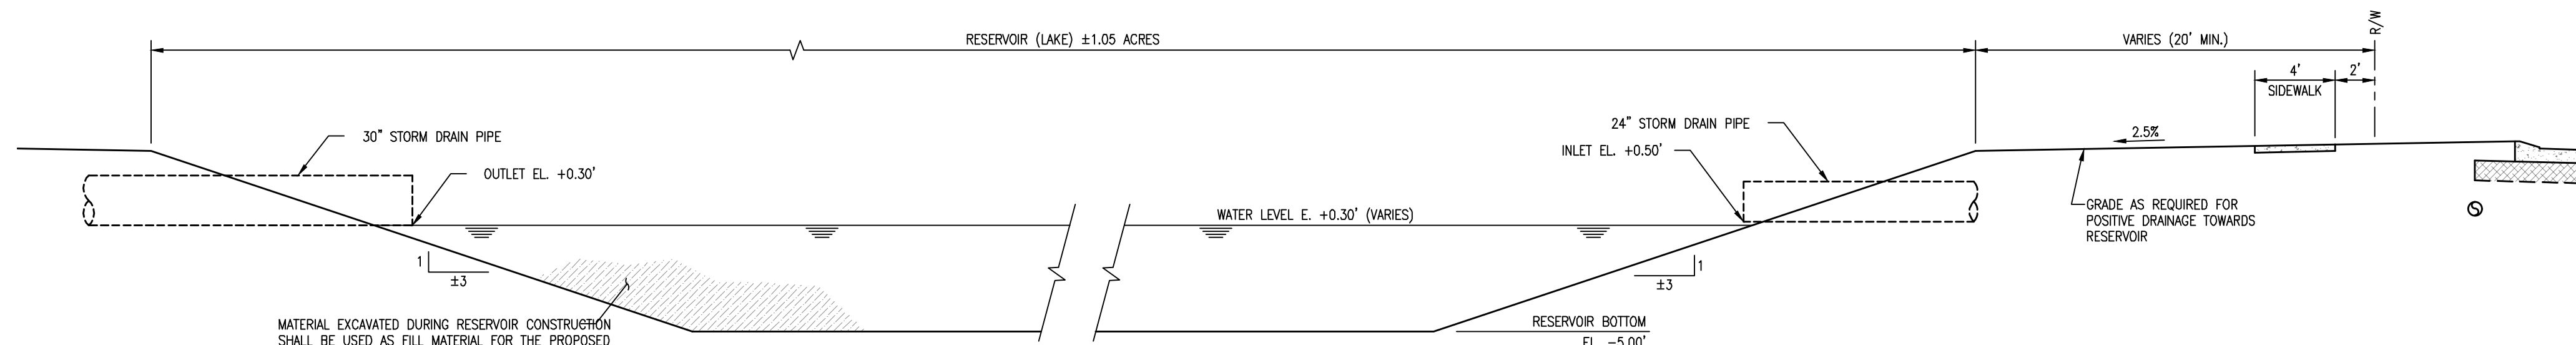 R/W
RESERVOIR (LAKE) ±1.05 ACRES
VARIES (20' MIN.)
4'
2'
SIDEWALK
30" STORM DRAIN PIPE
24" STORM DRAIN PIPE
2.5%
INLET EL. +0.50'
OUTLET EL. +0.30'
WATER LEVEL E. +0.30' (VARIES)
GRADE AS REQUIRED FOR
POSITIVE DRAINAGE TOWARDS
RESERVOIR
1
±3
1
±3
MATERIAL EXCAVATED DURING RESERVOIR CONSTRUCTION
SHALL BE USED AS FILL MATERIAL FOR THE PROPOSED
RESERVOIR BOTTOM
EL. -5.00'